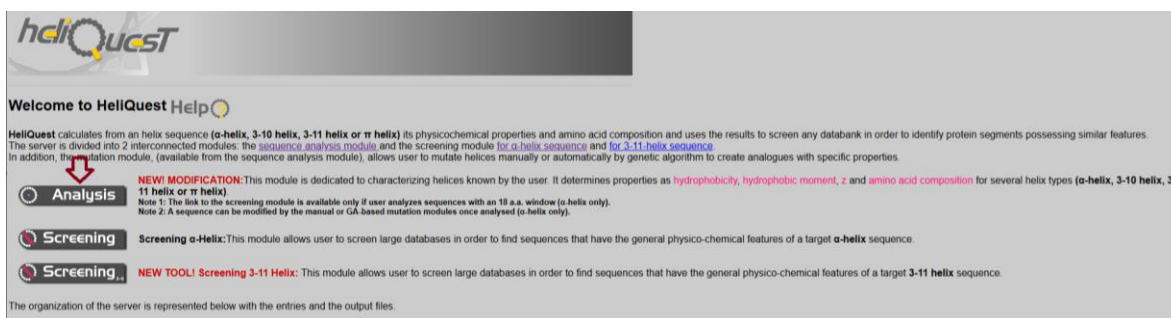 heliQuesT
Welcome to HeliQuest Help
HeliQuest calculates from an helix sequence (α-helix, 3-10 helix, 3-11 helix or π helix) its physicochemical properties and amino acid composition and uses the results to screen any databank in order to identify protein segments possessing similar features.
The server is divided into 2 interconnected modules: the sequence analysis module and the screening module for α-helix sequence and for 3-11-helix sequence.
In addition, the mutation module, (available from the sequence analysis module), allows user to mutate helices manually or automatically by genetic algorithm to create analogues with specific properties.
Analysis
NEW! MODIFICATION:This module is dedicated to characterizing helices known by the user. It determines properties as hydrophobicity, hydrophobic moment, z and amino acid composition for several helix types (α-helix, 3-10 helix, 3
11 helix or π helix).
Note 1: The link to the screening module is available only if user analyzes sequences with an 18 a.a. window (α-helix only).
Note 2: A sequence can be modified by the manual or GA-based mutation modules once analysed (α-helix only).
Screening
Screening α-Helix:This module allows user to screen large databases in order to find sequences that have the general physico-chemical features of a target α-helix sequence.
Screening
NEW TOOL! Screening 3-11 Helix: This module allows user to screen large databases in order to find sequences that have the general physico-chemical features of a target 3-11 helix sequence.
The organization of the server is represented below with the entries and the output files.